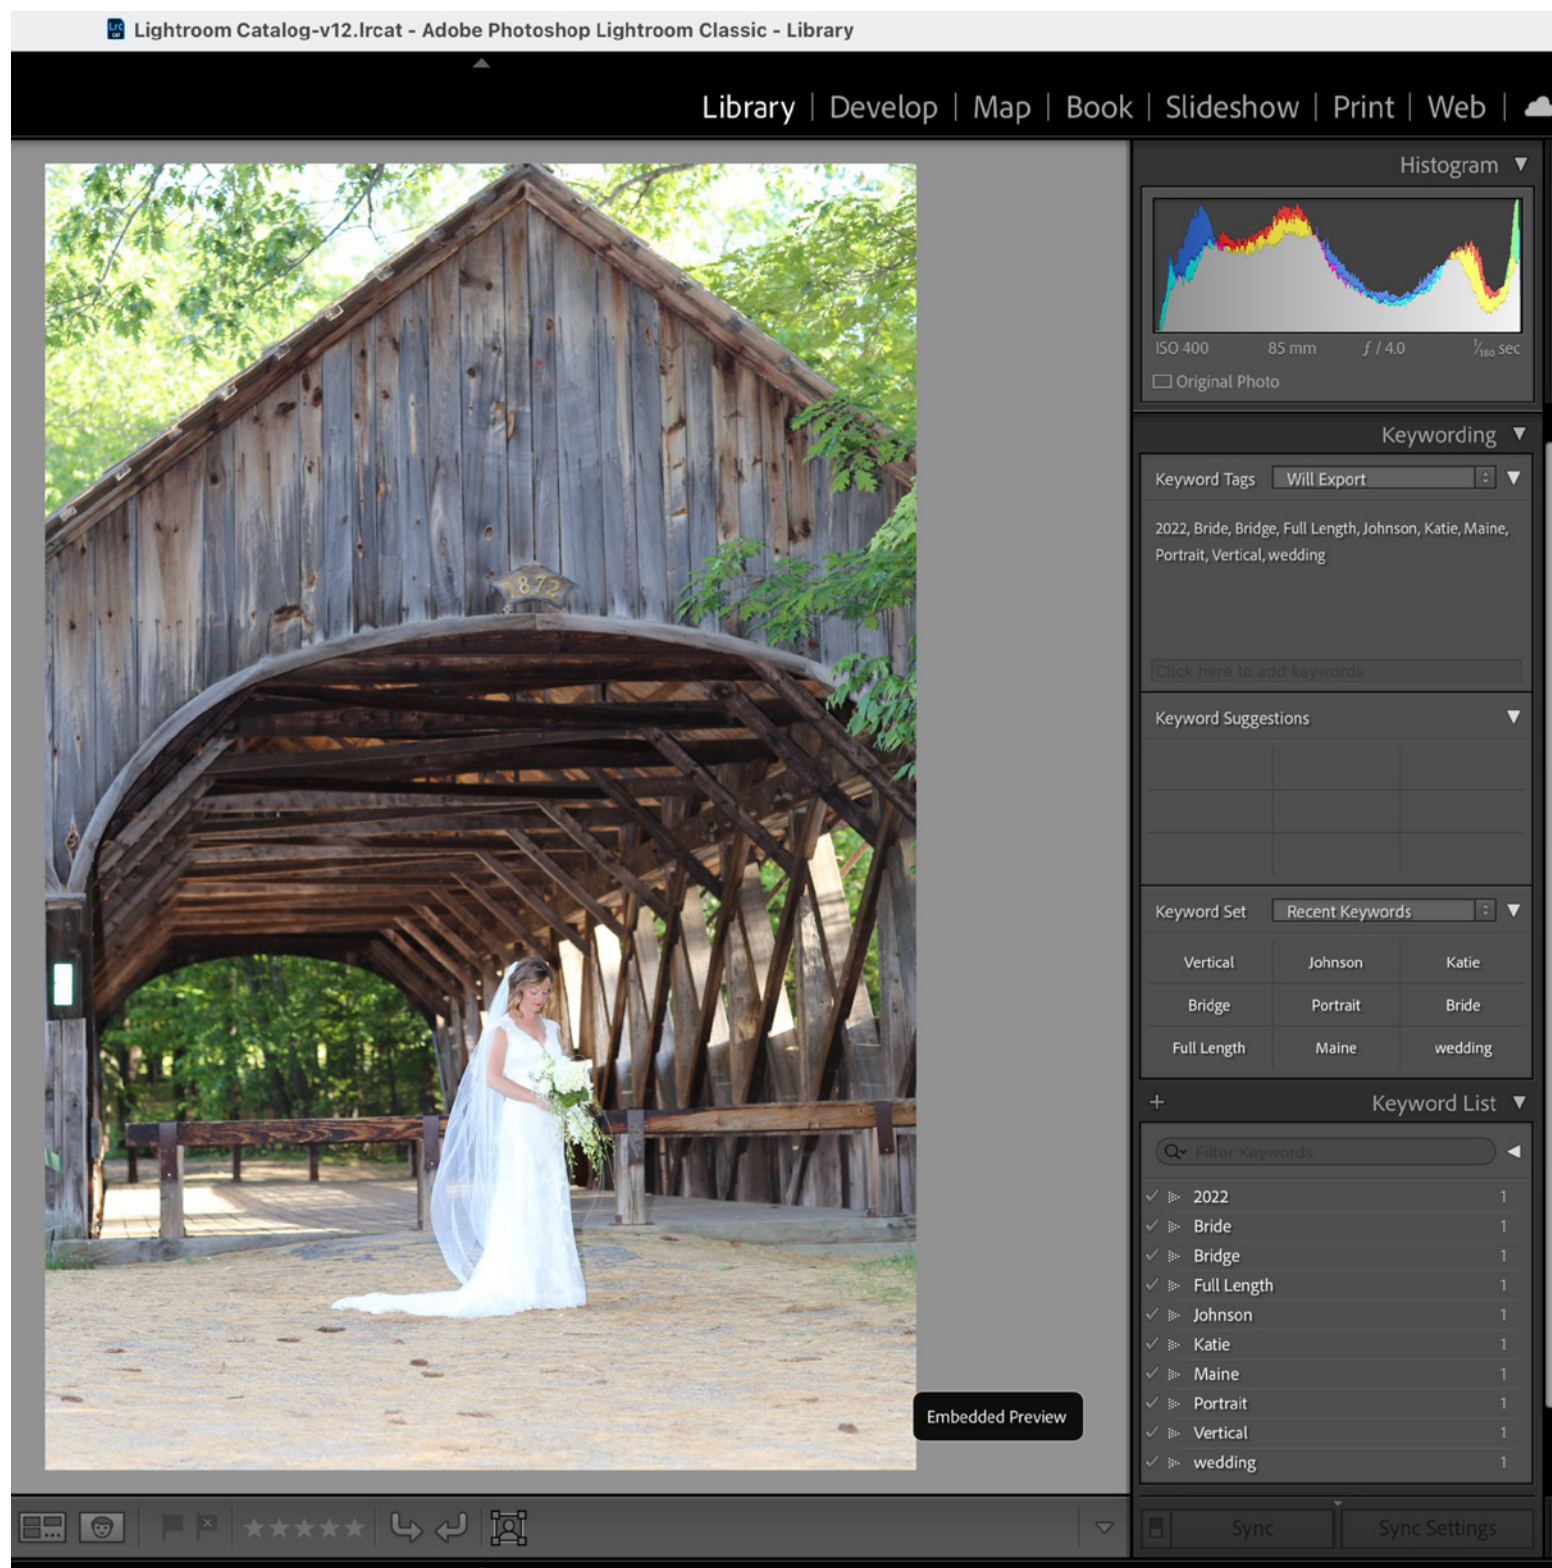 Lightroom Catalog-v12.lrcat - Adobe Photoshop Lightroom Classic - Library
Library | Develop | Map | Book | Slideshow | Print | Web |
Histogram
ISO 400 85 mm ƒ / 4.0 1/180 sec
Original Photo
Keywording
Keyword Tags Will Export
2022, Bride, Bridge, Full Length, Johnson, Katie, Maine,
Portrait, Vertical, wedding
Click here to add keywords
Keyword Suggestions
Keyword Set Recent Keywords
Vertical Johnson Katie
Bridge Portrait Bride
Full Length Maine wedding
+ Keyword List
Filter Keywords
2022 1
Bride 1
Bridge 1
Full Length 1
Johnson 1
Katie 1
Maine 1
Portrait 1
Vertical 1
wedding 1
Sync Sync Settings
1872
Embedded Preview